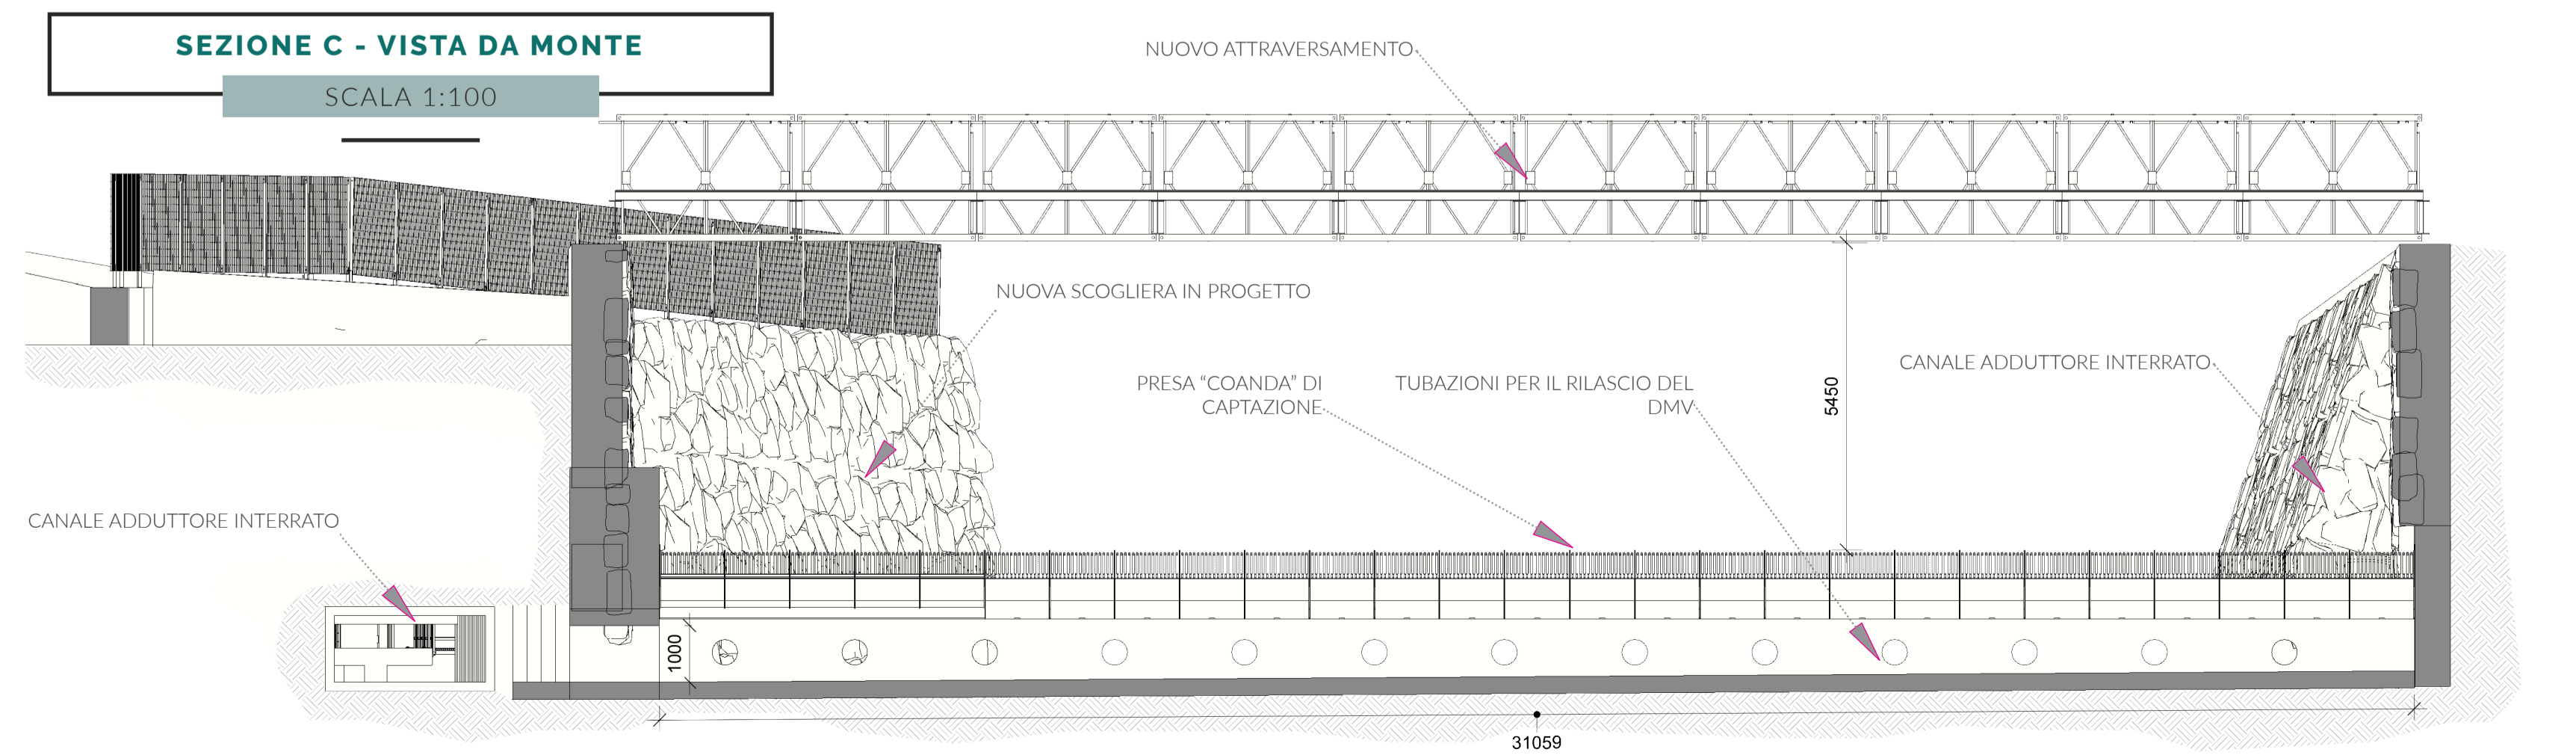 SEZIONE C - VISTA DA MONTE
SCALA 1:100
NUOVO ATTRAVERSAMENTO
NUOVA SCOGLIERA IN PROGETTO
PRESA “COANDA” DI
CAPTAZIONE
TUBAZIONI PER IL RILASCIO DEL
DMV
5450
CANALE ADDUTTORE INTERRATO
CANALE ADDUTTORE INTERRATO
1000
31059